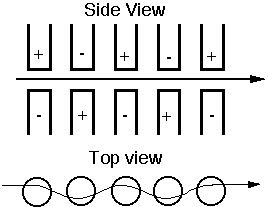 Side View
+ - + - +
- + - + -
Top view